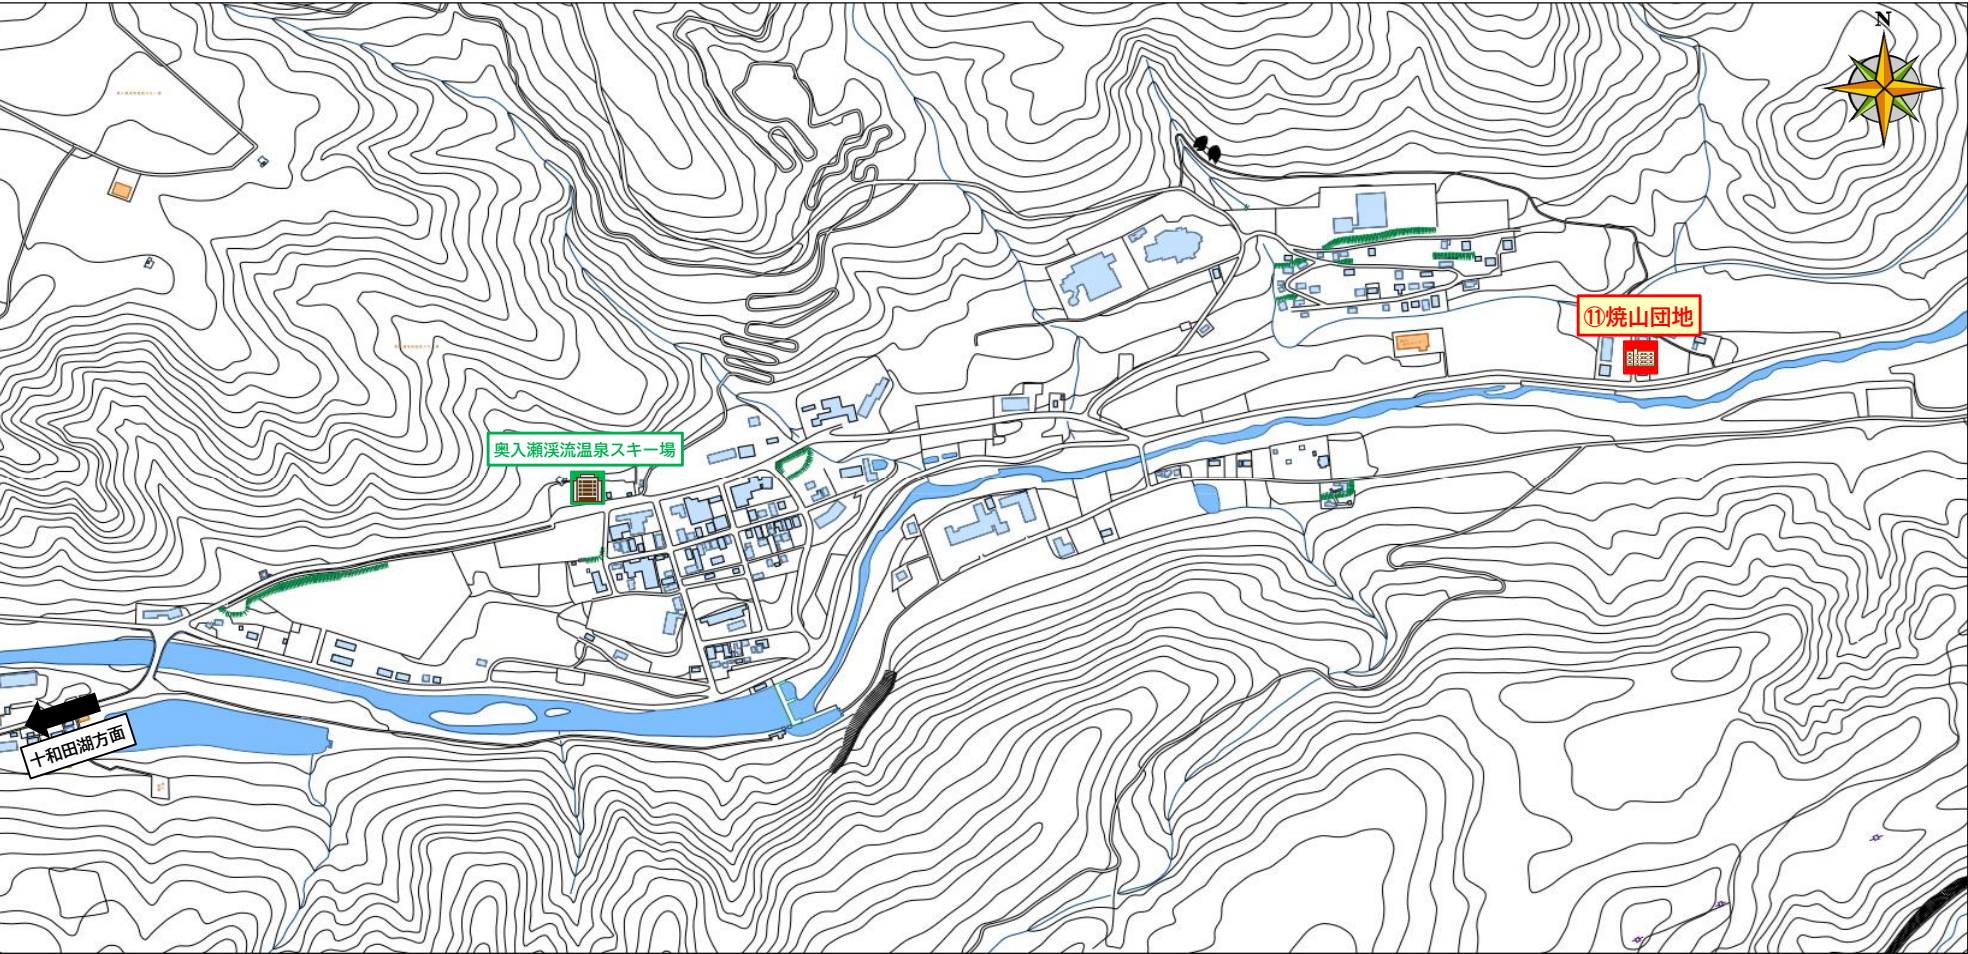 N
⑪焼山団地
奥入瀬渓流温泉スキー場
十和田湖方面